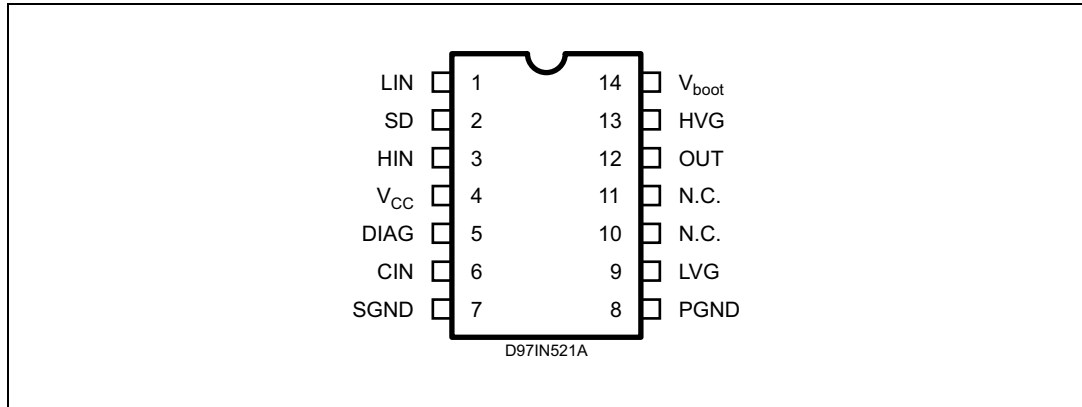 LIN 1 14 Vboot
SD 2 13 HVG
HIN 3 12 OUT
VCC 4 11 N.C.
DIAG 5 10 N.C.
CIN 6 9 LVG
SGND 7 8 PGND
D97IN521A